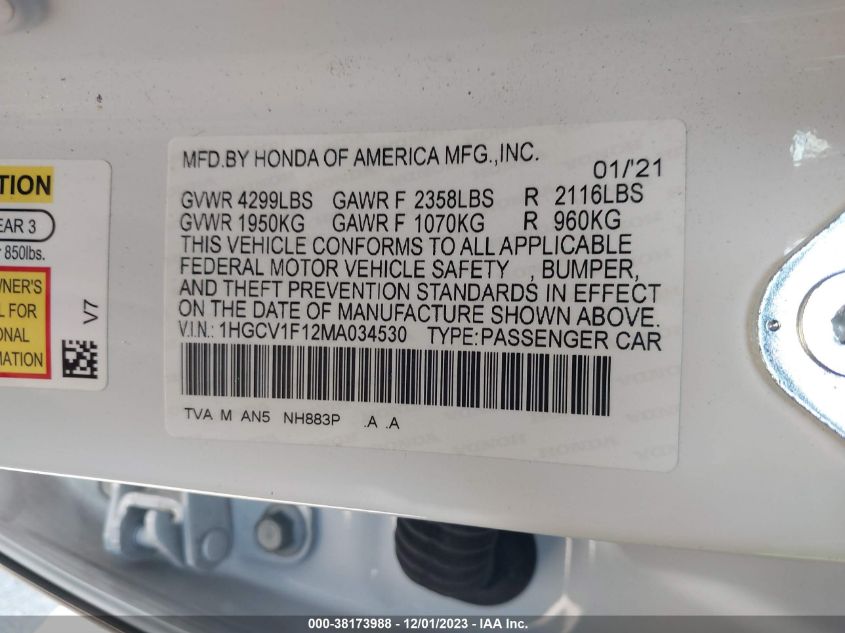 MFD.BY HONDA OF AMERICA MFG.,INC. 01/'21
GVWR 4299LBS GAWR F 2358LBS R 2116LBS
GVWR 1950KG GAWR F 1070KG R 960KG
THIS VEHICLE CONFORMS TO ALL APPLICABLE
FEDERAL MOTOR VEHICLE SAFETY , BUMPER,
AND THEFT PREVENTION STANDARDS IN EFFECT
ON THE DATE OF MANUFACTURE SHOWN ABOVE.
V.I.N.: 1HGCV1F12MA034530 TYPE:PASSENGER CAR
TVA M AN5 NH883P .A .A
TION
EAR 3
r 850lbs.
WNER'S
L FOR
ONAL
MATION
V7
000-38173988 - 12/01/2023 - IAA, Inc.